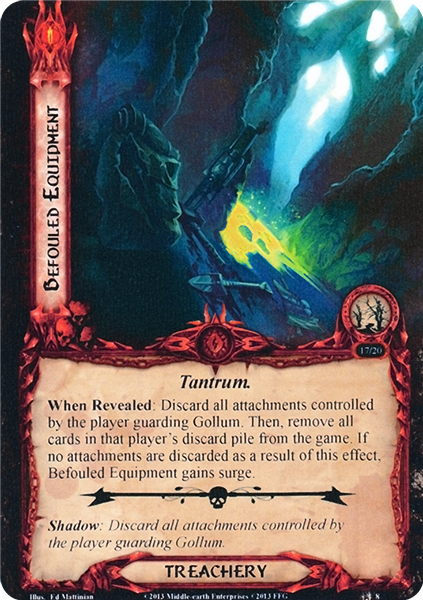 BEFOULED EQUIPMENT
17/20
Tantrum.
When Revealed: Discard all attachments controlled
by the player guarding Gollum. Then, remove all
cards in that player's discard pile from the game. If
no attachments are discarded as a result of this effect,
Befouled Equipment gains surge.
Shadow: Discard all attachments controlled by
the player guarding Gollum.
TREACHERY
Illus. Ed Mattinian ©2013 Middle-earth Enterprises ©2013 FFG 8